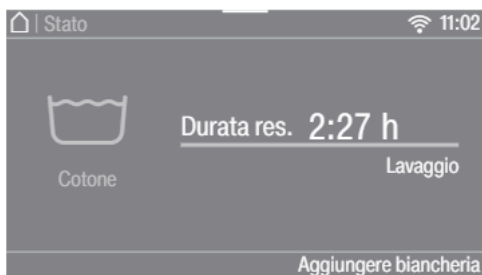 | Stato 11:02
Durata res. 2:27 h
Lavaggio
Cotone
Aggiungere biancheria